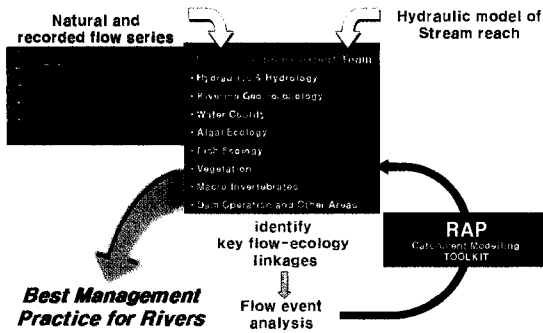 Natural and
recorded flow series
Hydraulic model of
Stream reach
Team
• Hydraulics & Hydrology
• Riverine Geomorphology
• Water Quality
• Algal Ecology
• Fish Ecology
• Vegetation
• Macro Invertebrates
• Dam Operation and Other Areas
identify
key flow-ecology
linkages
RAP
Catchment Modelling
TOOLKIT
Best Management
Practice for Rivers
Flow event
analysis